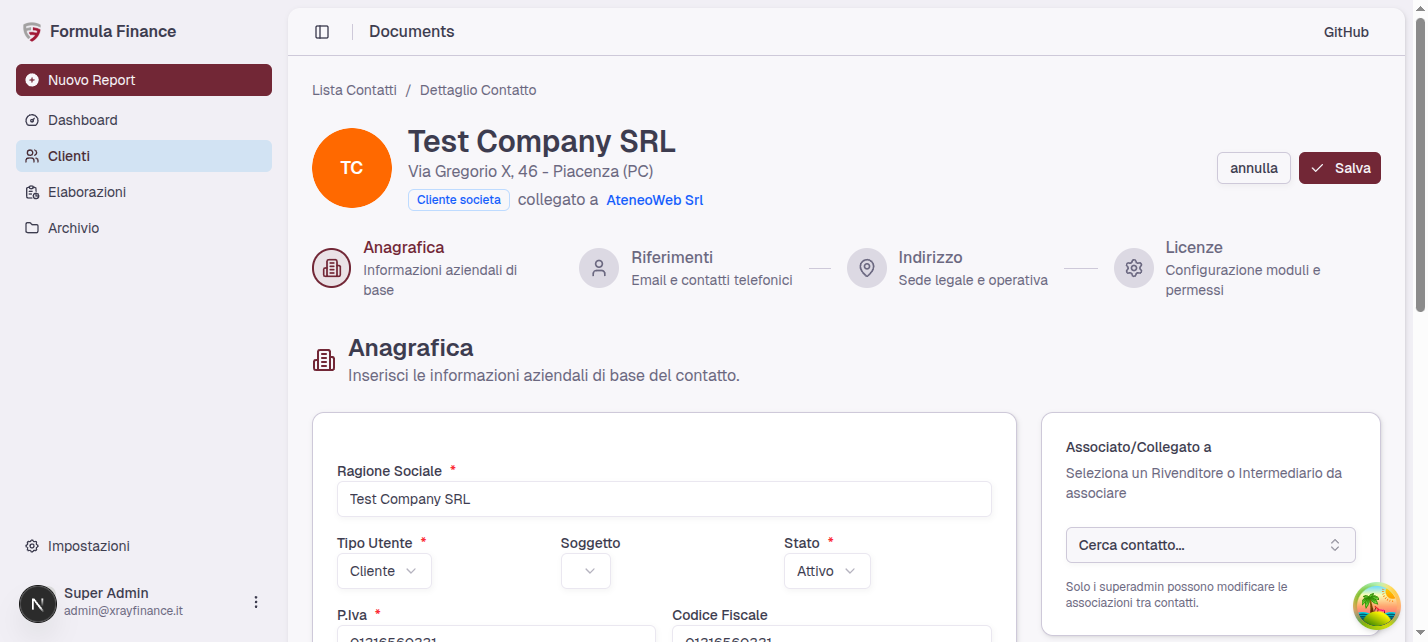 Formula Finance
Nuovo Report
Dashboard
Clienti
Elaborazioni
Archivio
Impostazioni
N
Super Admin
admin@xrayfinance.it
Documents
GitHub
Lista Contatti / Dettaglio Contatto
TC
Test Company SRL
Via Gregorio X, 46 - Piacenza (PC)
Cliente societa collegato a AteneoWeb Srl
annulla
Salva
Anagrafica
Informazioni aziendali di
base
Riferimenti
Email e contatti telefonici
Indirizzo
Sede legale e operativa
Licenze
Configurazione moduli e
permessi
Anagrafica
Inserisci le informazioni aziendali di base del contatto.
Ragione Sociale *
Test Company SRL
Tipo Utente *
Soggetto
Stato *
Cliente
Attivo
P.Iva *
Codice Fiscale
Associato/Collegato a
Seleziona un Rivenditore o Intermediario da
associare
Cerca contatto...
Solo i superadmin possono modificare le
associazioni tra contatti.